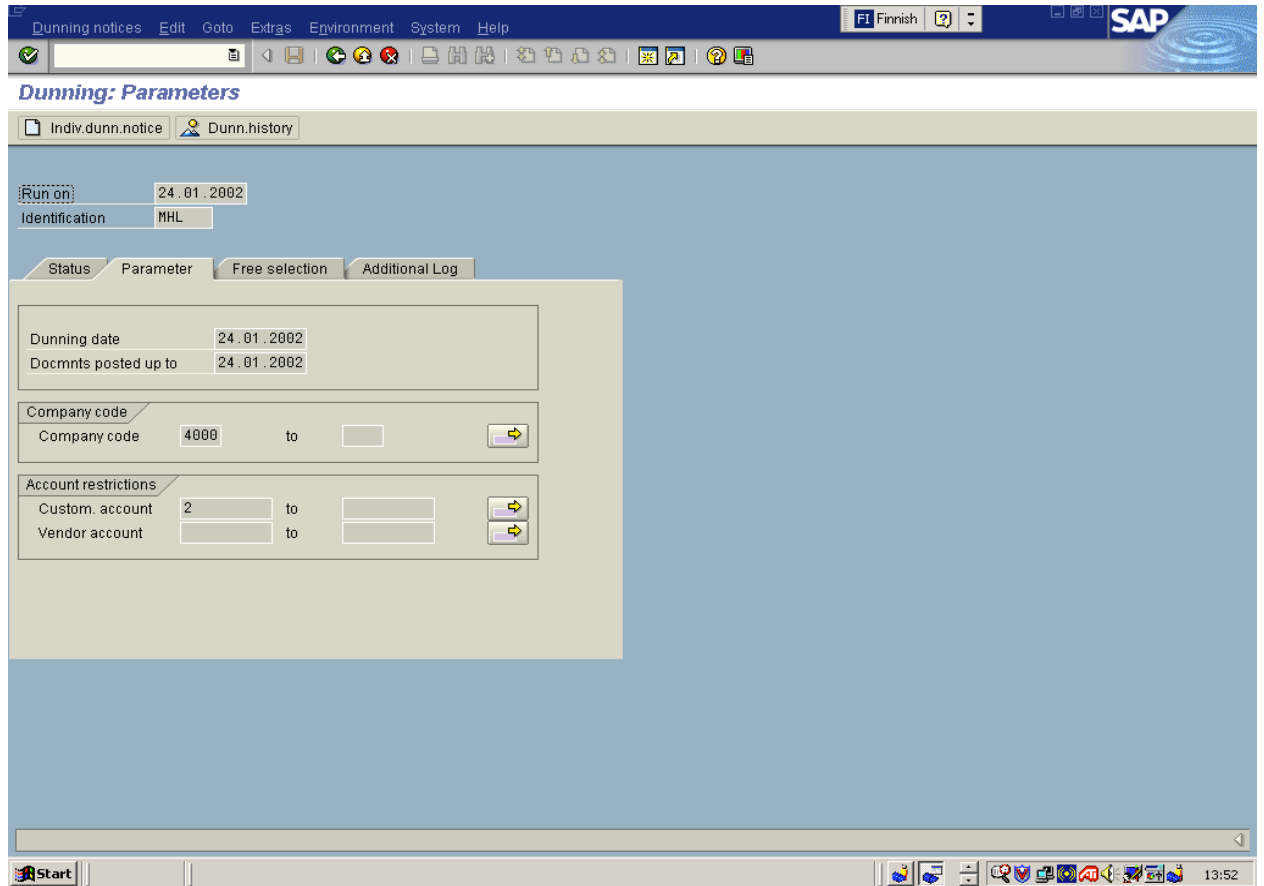 Dunning notices Edit Goto Extras Environment System Help
FI Finnish
SAP
Dunning: Parameters
Indiv.dunn.notice Dunn.history
Run on 24.01.2002
Identification MHL
Status Parameter Free selection Additional Log
Dunning date 24.01.2002
Docmnts posted up to 24.01.2002
Company code
Company code 4000 to
Account restrictions
Custom. account 2 to
Vendor account to
Start 13:52